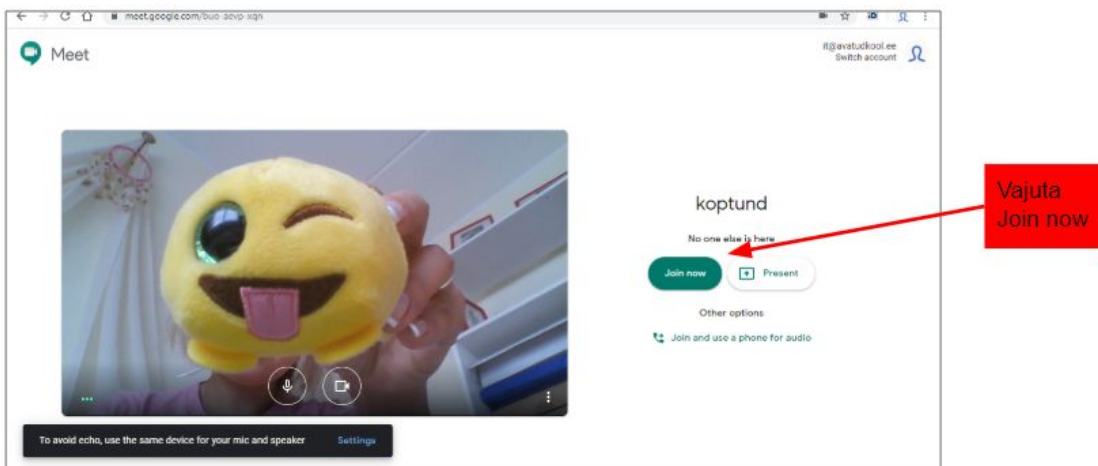 meet.google.com/buo-aevp-xqn
Meet
it@avatudkool.ee
Switch account
koptund
No one else is here
Join now
Present
Other options
Join and use a phone for audio
To avoid echo, use the same device for your mic and speaker
Settings
Vajuta
Join now